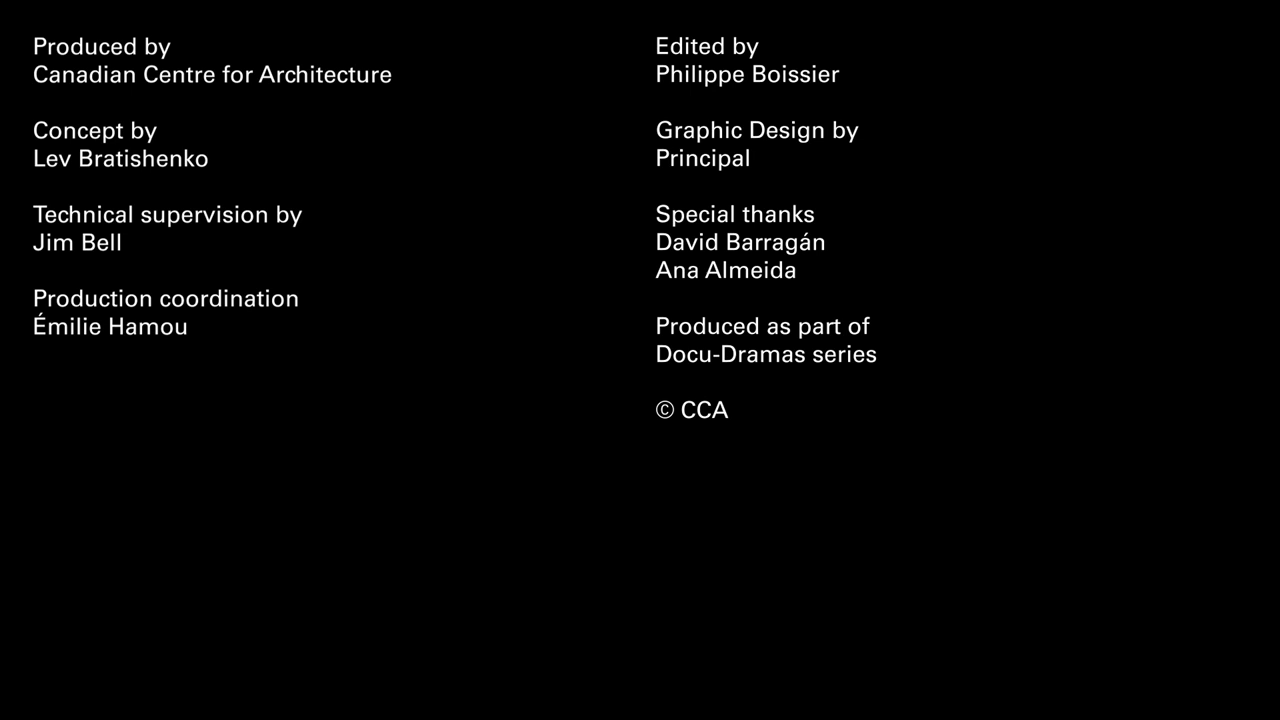 Produced by
Canadian Centre for Architecture
Concept by
Lev Bratishenko
Technical supervision by
Jim Bell
Production coordination
Émilie Hamou
Edited by
Philippe Boissier
Graphic Design by
Principal
Special thanks
David Barragán
Ana Almeida
Produced as part of
Docu-Dramas series
© CCA